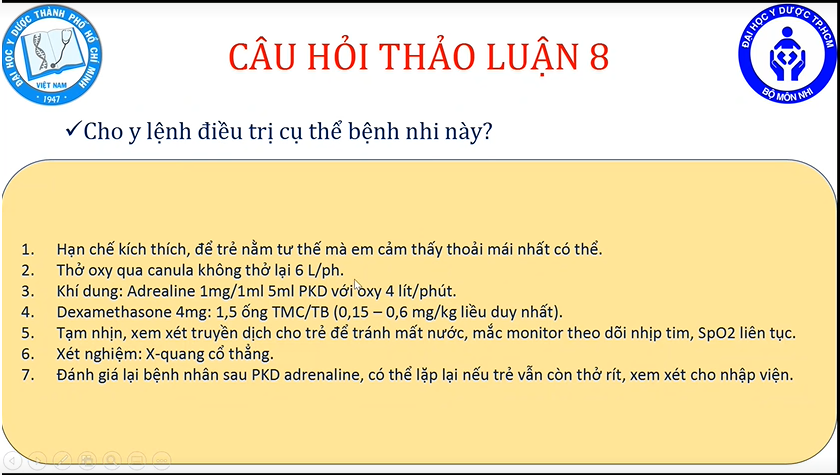 ĐẠI HỌC Y DƯỢC THÀNH PHỐ HỒ CHÍ MINH
VIỆT NAM
1947
ĐẠI HỌC Y DƯỢC TP.HCM
BỘ MÔN NHI
CÂU HỎI THẢO LUẬN 8
✓Cho y lệnh điều trị cụ thể bệnh nhi này?
1. Hạn chế kích thích, để trẻ nằm tư thế mà em cảm thấy thoải mái nhất có thể.
2. Thở oxy qua canula không thở lại 6 L/ph.
3. Khí dung: Adrealine 1mg/1ml 5ml PKD với oxy 4 lít/phút.
4. Dexamethasone 4mg: 1,5 ống TMC/TB (0,15 – 0,6 mg/kg liều duy nhất).
5. Tạm nhịn, xem xét truyền dịch cho trẻ để tránh mất nước, mắc monitor theo dõi nhịp tim, SpO2 liên tục.
6. Xét nghiệm: X-quang cổ thẳng.
7. Đánh giá lại bệnh nhân sau PKD adrenaline, có thể lặp lại nếu trẻ vẫn còn thở rít, xem xét cho nhập viện.